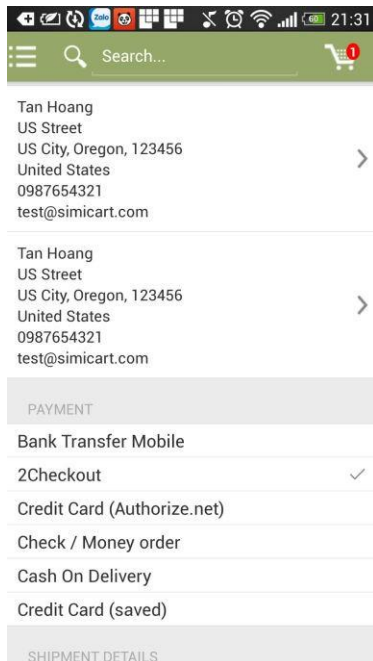 Zalo
60
21:31
Search...
1
Tan Hoang
US Street
US City, Oregon, 123456
United States
0987654321
test@simicart.com
Tan Hoang
US Street
US City, Oregon, 123456
United States
0987654321
test@simicart.com
PAYMENT
Bank Transfer Mobile
2Checkout
Credit Card (Authorize.net)
Check / Money order
Cash On Delivery
Credit Card (saved)
SHIPMENT DETAILS